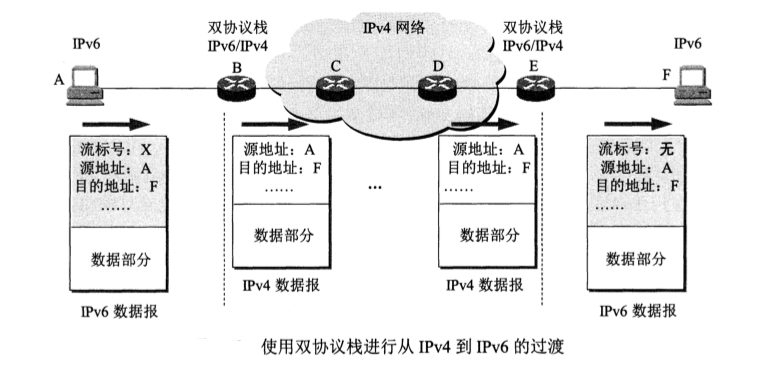 IPv6
双协议栈
IPv6/IPv4
IPv4 网络
双协议栈
IPv6/IPv4
IPv6
A
B
C
D
E
F
流标号：X
源地址：A
目的地址：F
……
数据部分
IPv6 数据报
源地址：A
目的地址：F
……
数据部分
IPv4 数据报
…
源地址：A
目的地址：F
……
数据部分
IPv4 数据报
流标号：无
源地址：A
目的地址：F
……
数据部分
IPv6 数据报
使用双协议栈进行从 IPv4 到 IPv6 的过渡